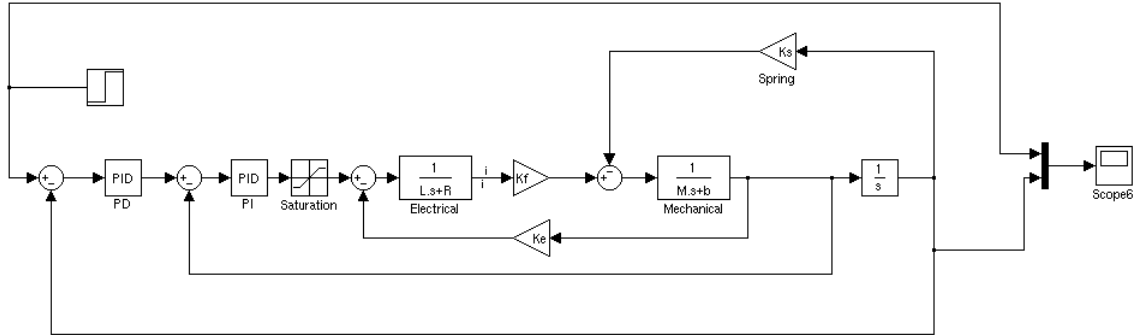 Ks
Spring
PID
PD
PID
PI
Saturation
1
L.s+R
Electrical
i
i
Kf
1
M.s+b
Mechanical
1
s
Scope6
Ke